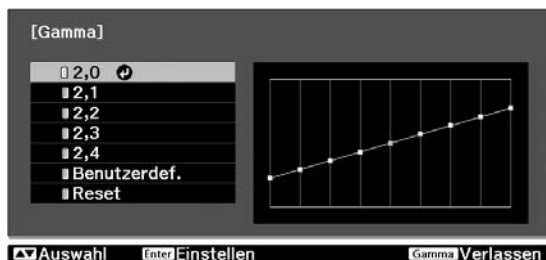 [Gamma]
2,0
2,1
2,2
2,3
2,4
Benutzerdef.
Reset
Auswahl Enter Einstellen Gamma Verlassen